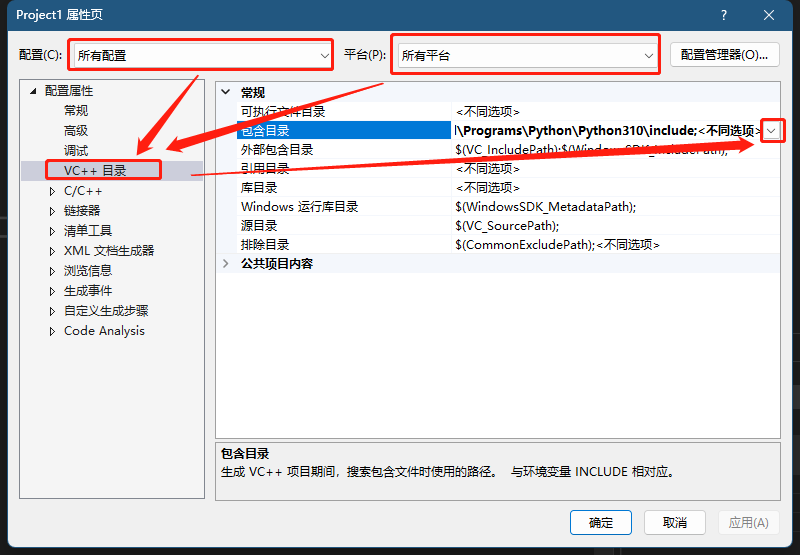 Project1 属性页
?
配置(C):
所有配置
平台(P):
所有平台
配置管理器(O)...
配置属性
常规
高级
调试
VC++ 目录
C/C++
链接器
清单工具
XML 文档生成器
浏览信息
生成事件
自定义生成步骤
Code Analysis
常规
可执行文件目录 <不同选项>
包含目录 l\Programs\Python\Python310\include;<不同选项>
外部包含目录 $(VC_IncludePath);$(WindowsSDK_IncludePath);
引用目录 <不同选项>
库目录 <不同选项>
Windows 运行库目录 $(WindowsSDK_MetadataPath);
源目录 $(VC_SourcePath);
排除目录 $(CommonExcludePath);<不同选项>
公共项目内容
包含目录
生成 VC++ 项目期间，搜索包含文件时使用的路径。 与环境变量 INCLUDE 相对应。
确定
取消
应用(A)